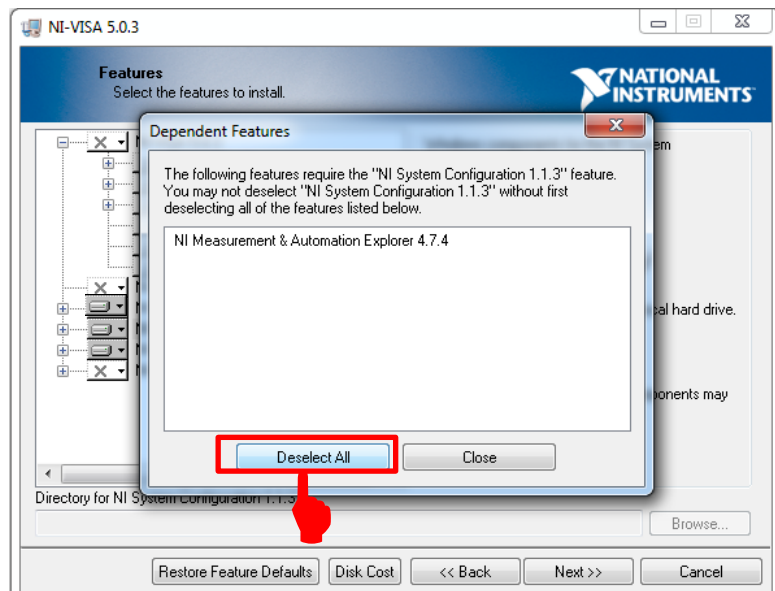 NI-VISA 5.0.3
Features
Select the features to install.
NATIONAL
INSTRUMENTS
Dependent Features
The following features require the "NI System Configuration 1.1.3" feature.
You may not deselect "NI System Configuration 1.1.3" without first
deselecting all of the features listed below.
NI Measurement & Automation Explorer 4.7.4
Deselect All
Close
cal hard drive.
ponents may
Directory for NI System Configuration 1.1.3
Browse...
Restore Feature Defaults
Disk Cost
<< Back
Next >>
Cancel